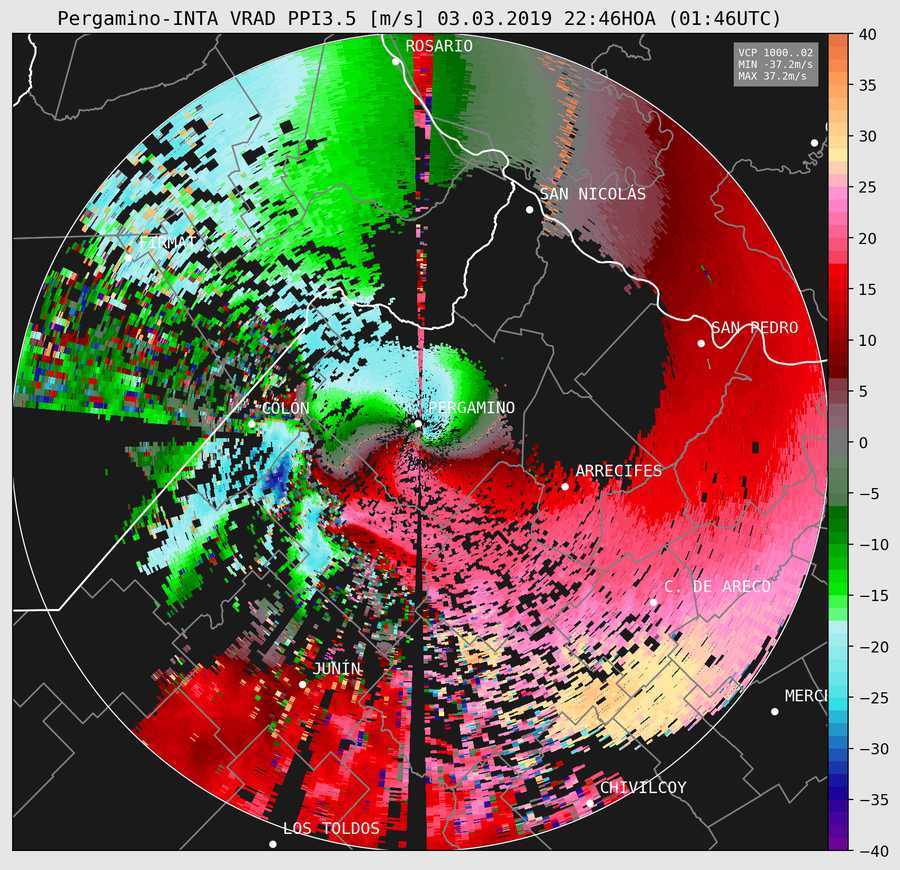 Pergamino-INTA VRAD PPI3.5 [m/s] 03.03.2019 22:46HOA (01:46UTC)
VCP 1000..02
MIN -37.2m/s
MAX 37.2m/s
ROSARIO
SAN NICOLÁS
FIRMAT
SAN PEDRO
COLÓN
PERGAMINO
ARRECIFES
C. DE ARECO
JUNÍN
MERCE
CHIVILCOY
LOS TOLDOS
40
35
30
25
20
15
10
5
0
−5
−10
−15
−20
−25
−30
−35
−40